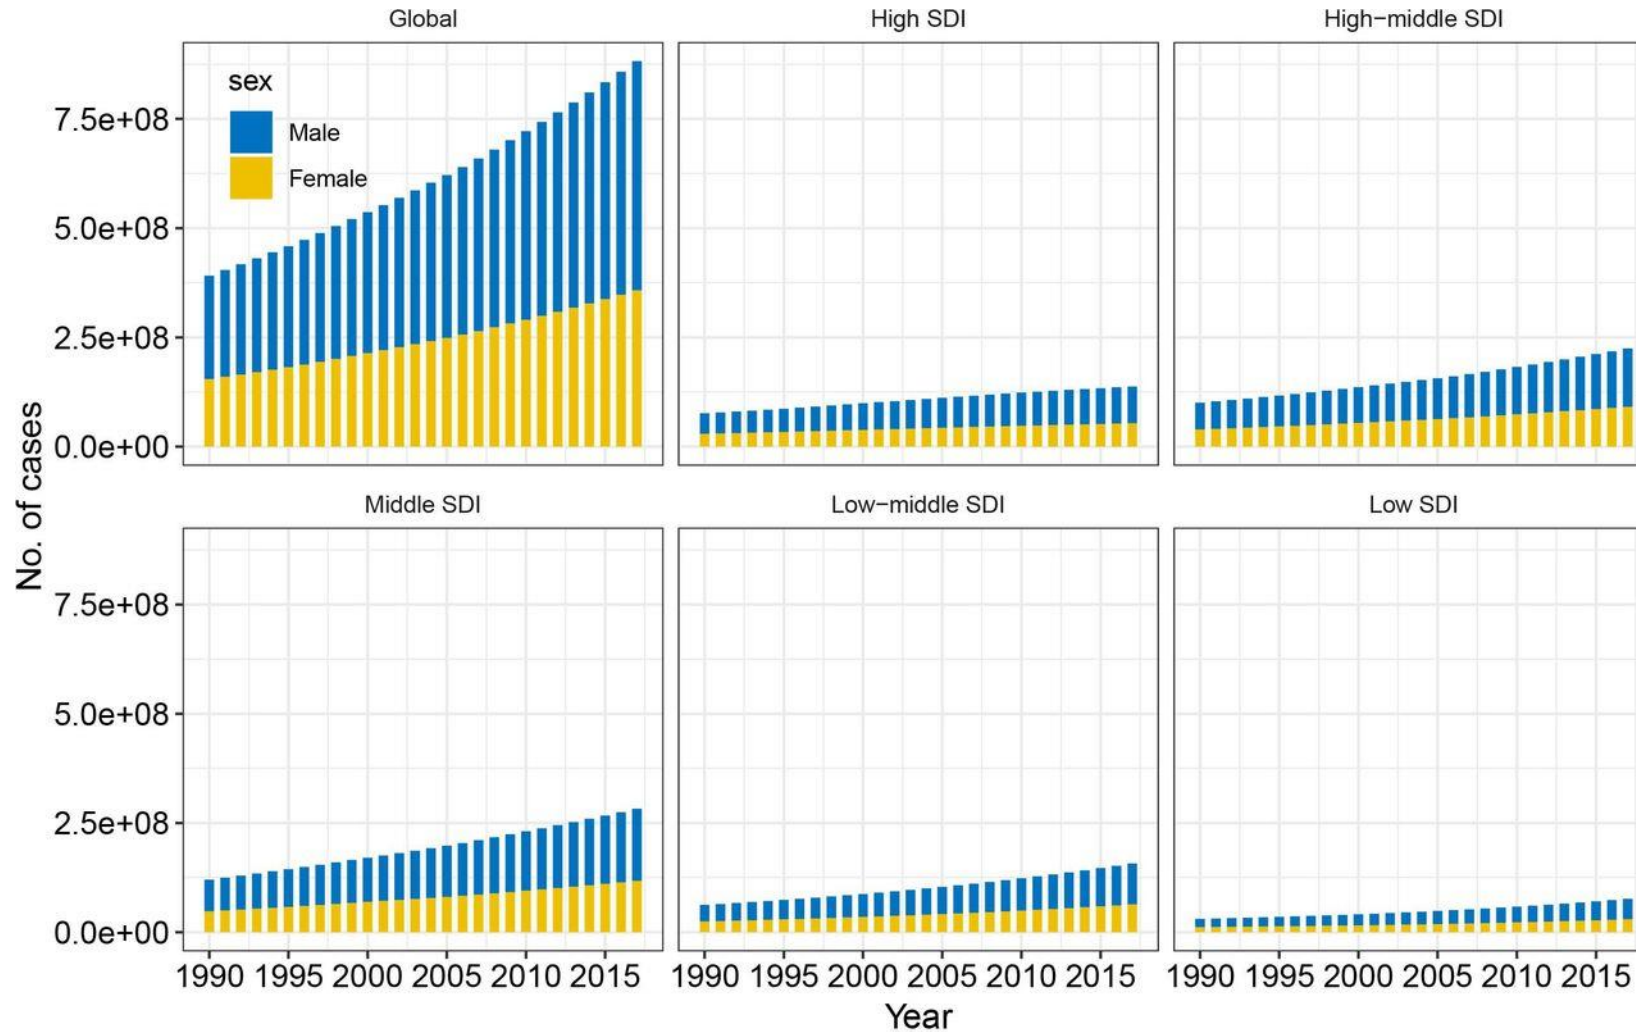 Global
High SDI
High−middle SDI
sex
Male
Female
7.5e+08
5.0e+08
2.5e+08
0.0e+00
No. of cases
Middle SDI
Low−middle SDI
Low SDI
7.5e+08
5.0e+08
2.5e+08
0.0e+00
1990 1995 2000 2005 2010 2015
1990 1995 2000 2005 2010 2015
1990 1995 2000 2005 2010 2015
Year